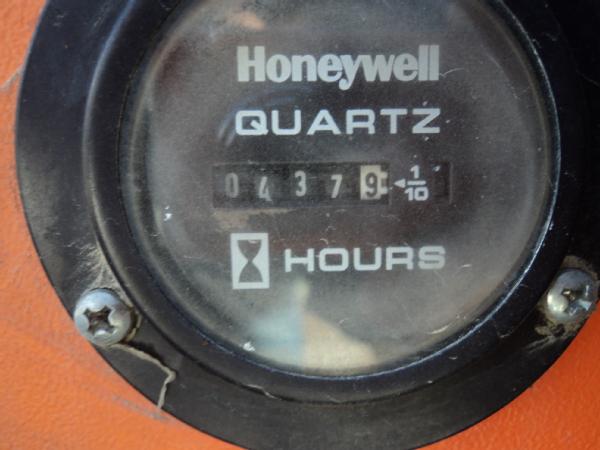 Honeywell
QUARTZ
04379 ◄1/10
HOURS